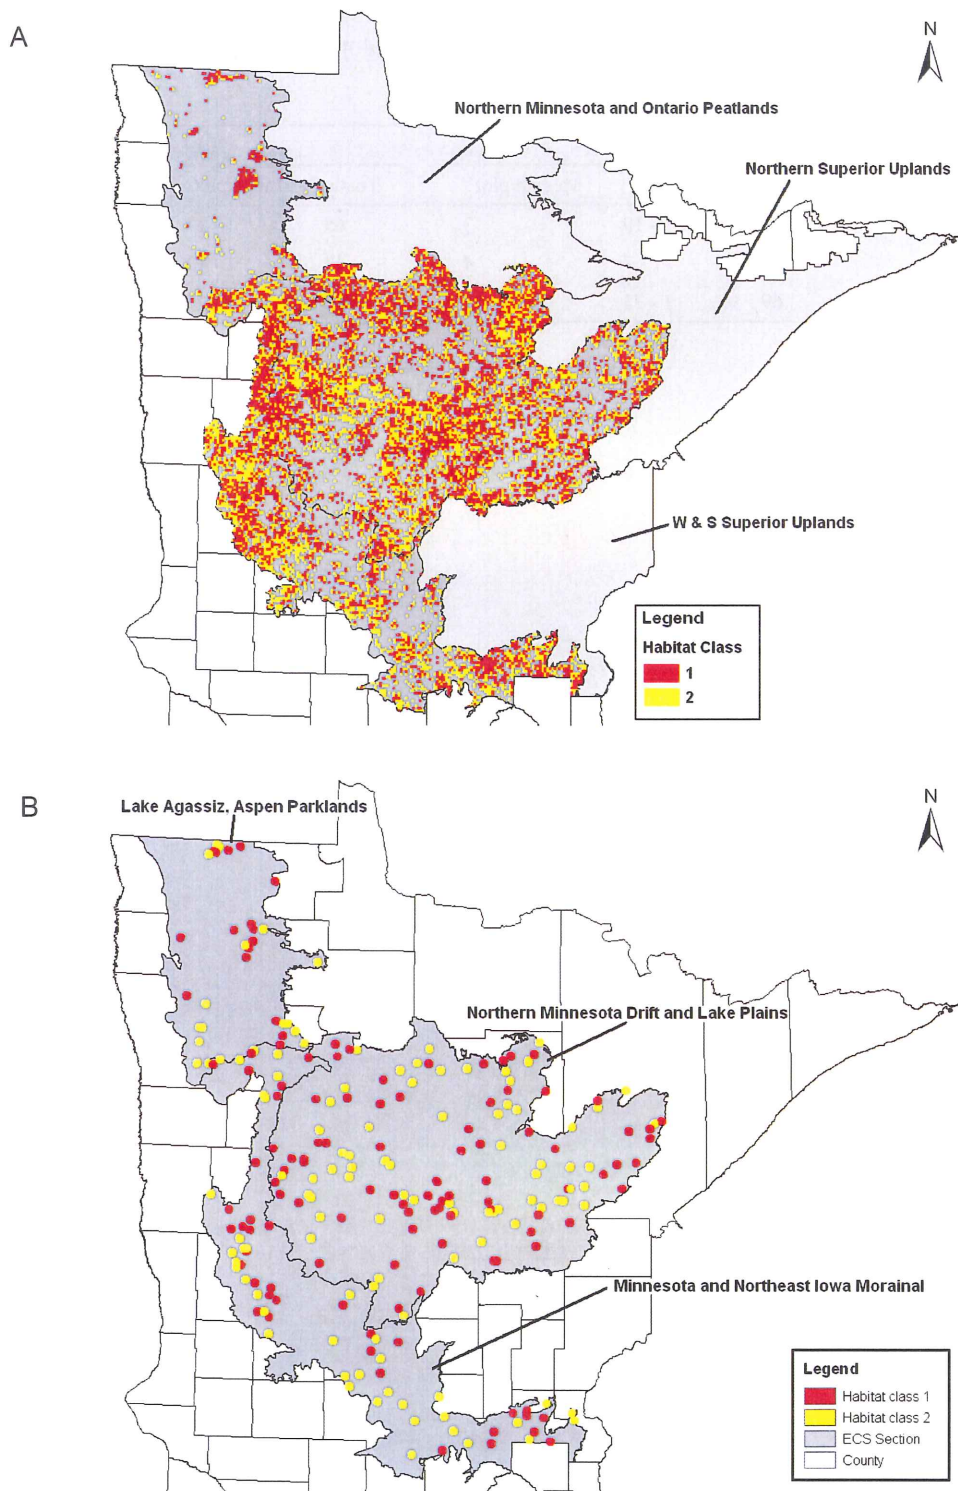 A
N
Northern Minnesota and Ontario Peatlands
Northern Superior Uplands
W & S Superior Uplands
Legend
Habitat Class
1
2
B
N
Lake Agassiz. Aspen Parklands
Northern Minnesota Drift and Lake Plains
Minnesota and Northeast Iowa Morainal
Legend
Habitat class 1
Habitat class 2
ECS Section
County